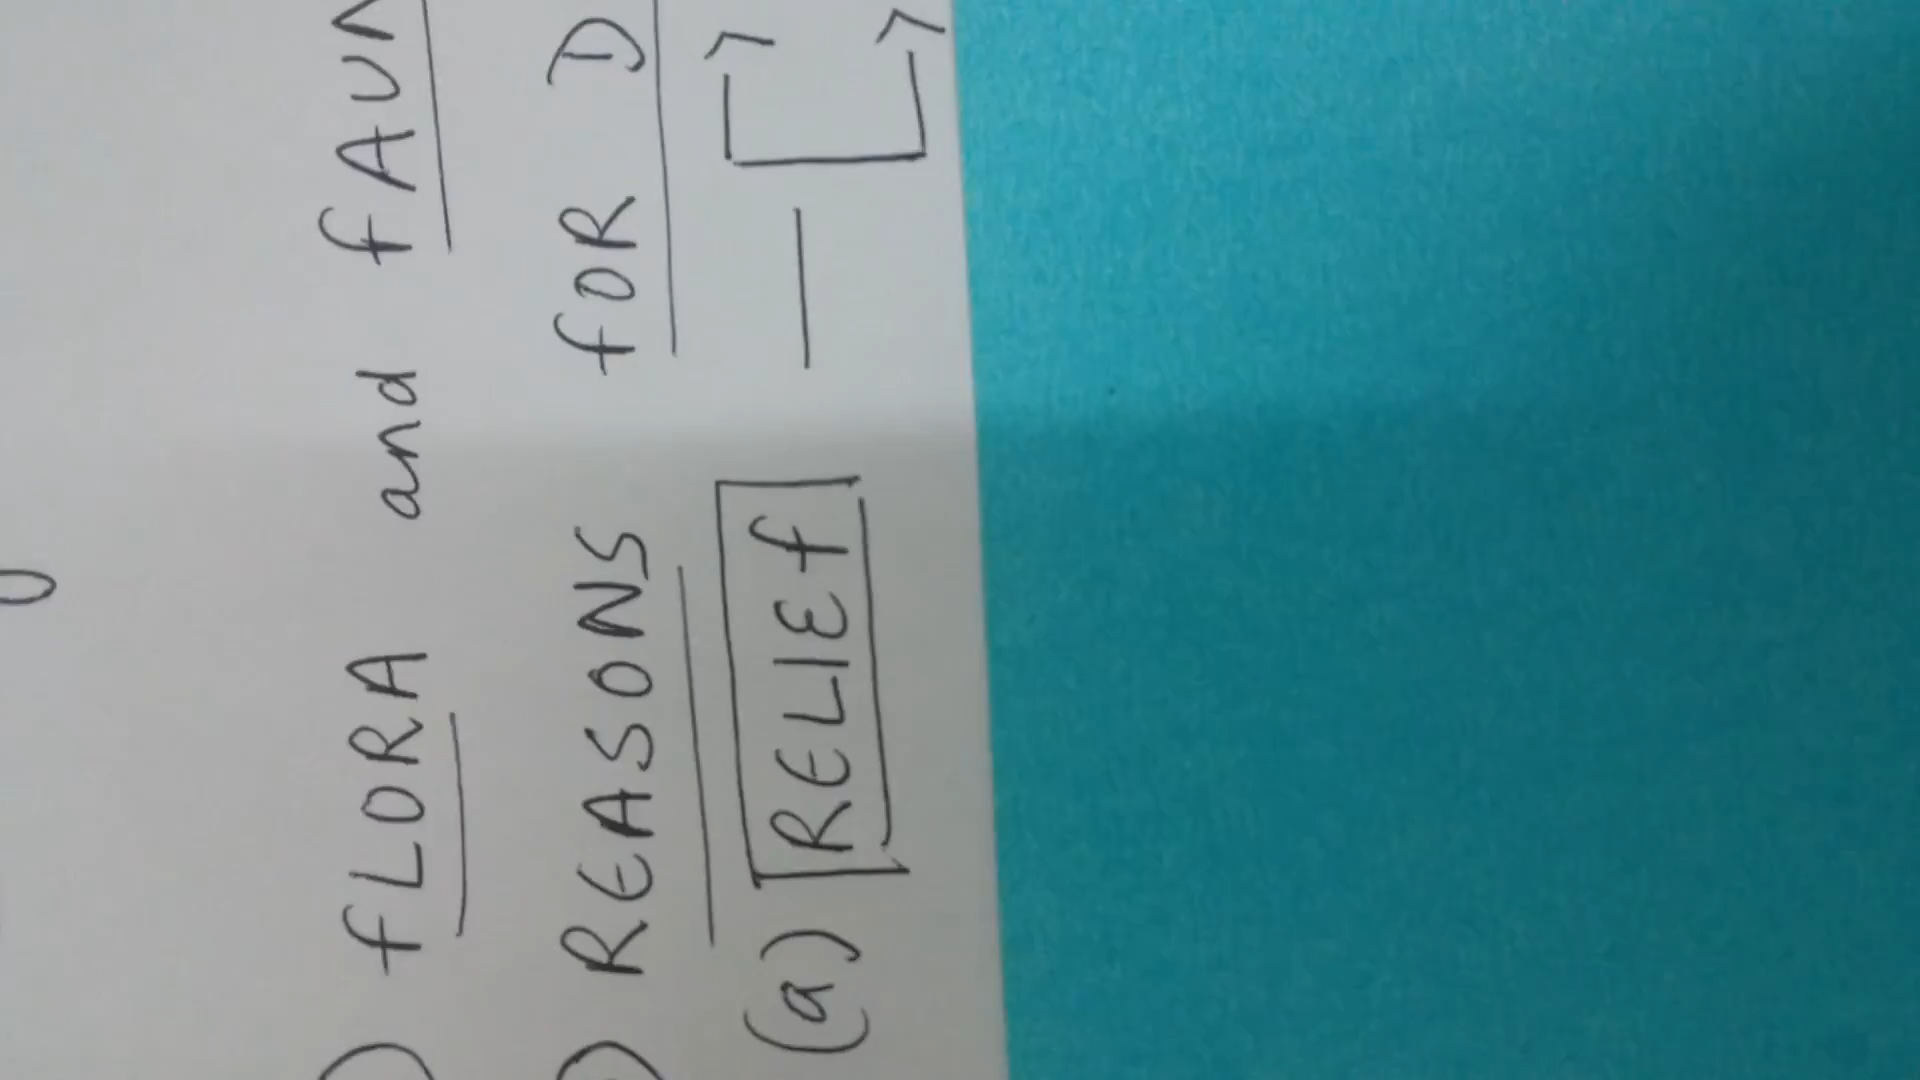 ) fLORA and fAUN
) REASONS fOR D
(a) RELIEf —